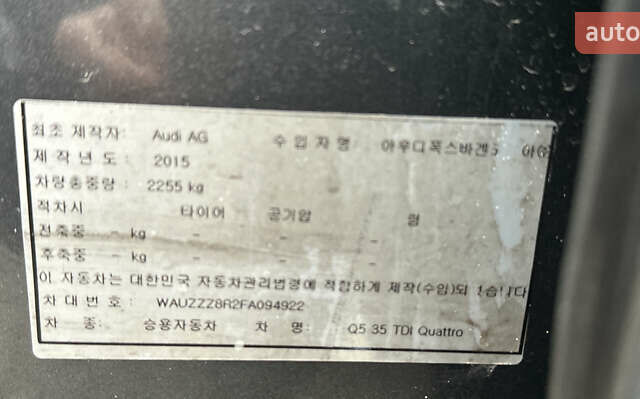 auto
최초 제작자: Audi AG 수 입 자 명: 아우디폭스바겐
제 작 년 도 : 2015
차량총중량 : 2255 kg
적차시 타이어 공기압 림
전축중 - kg - -
후축중 - kg - -
이 자동차는 대한민국 자동차관리법령에 적합하게 제작(수입)되
차 대 번 호 : WAUZZZ8R2FA094922
차 종: 승용자동차 차 명: Q5 35 TDI Quattro